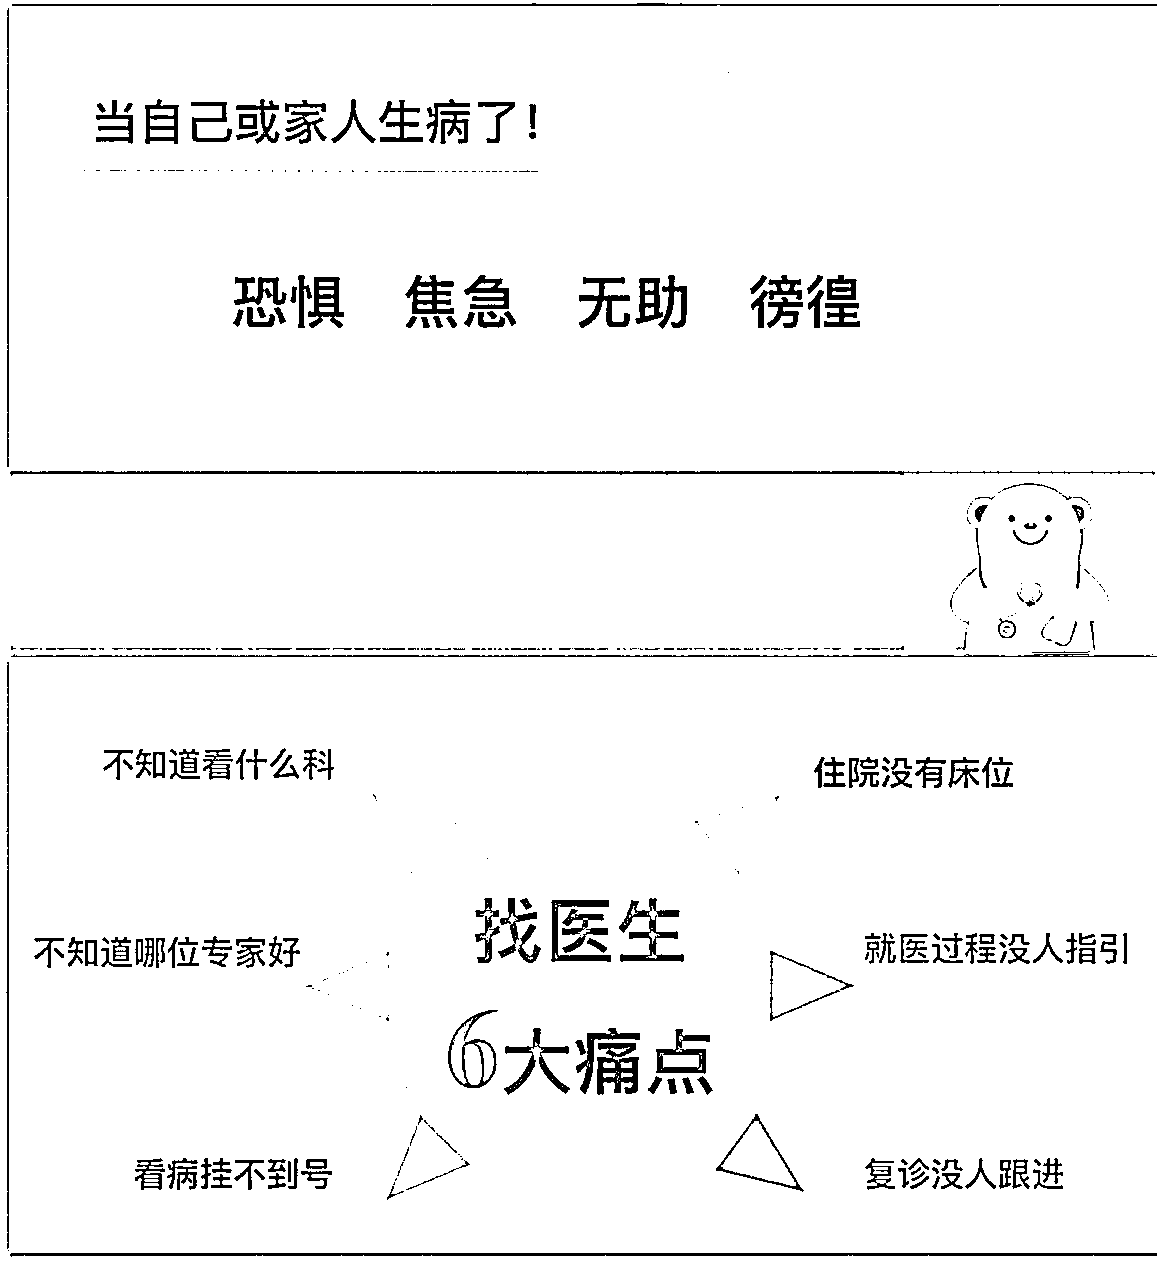 当自己或家人生病了!
恐惧 焦急 无助 徬徨
不知道看什么科
住院没有床位
找医生
不知道哪位专家好
就医过程没人指引
6大痛点
看病挂不到号
复诊没人跟进